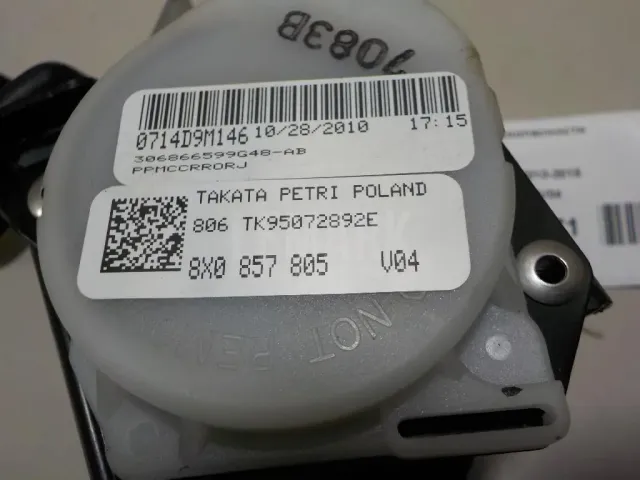 7083B
0714D9M146 10/28/2010 17:15
306866599G48-AB
PPMCCRRORJ
TAKATA PETRI POLAND
806 TK95072892E
8X0 857 805 V04
NOT